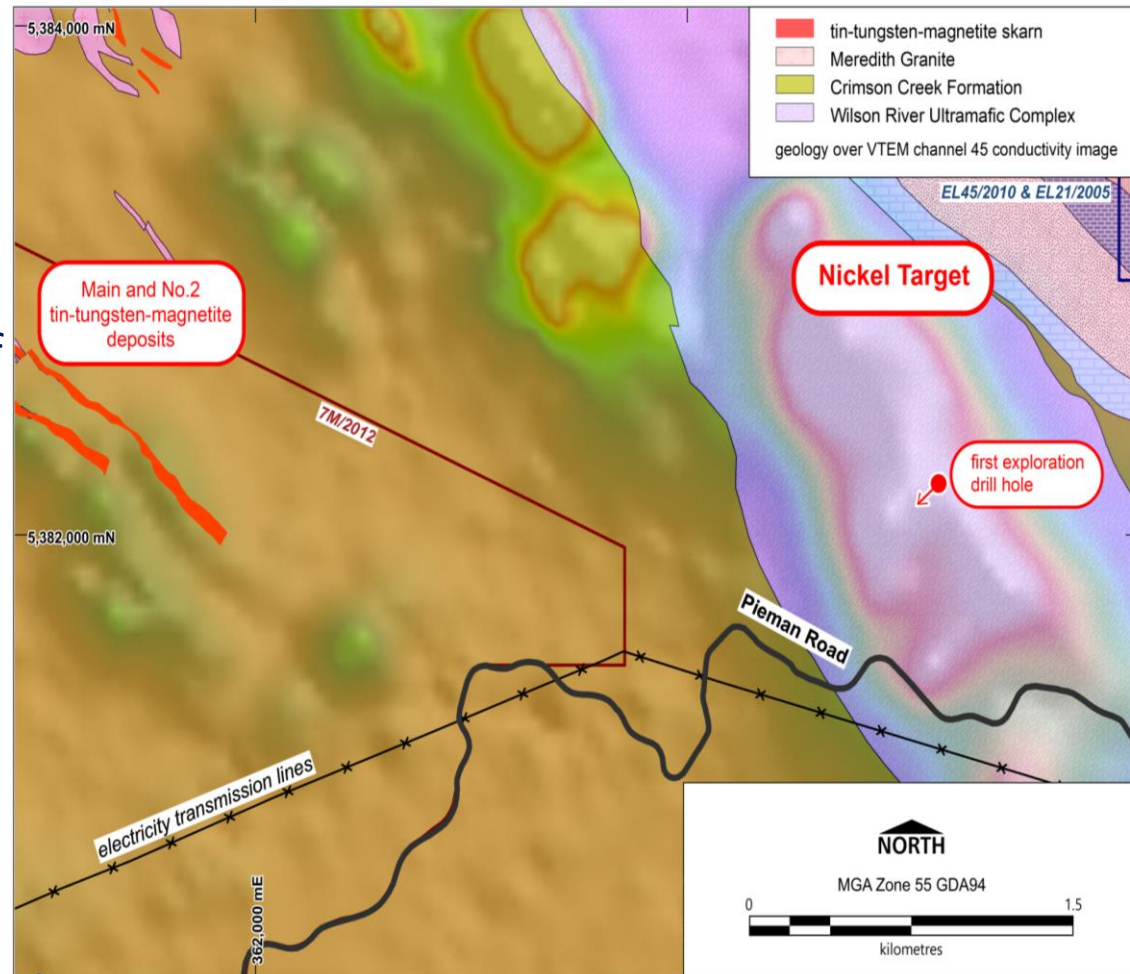 5,384,000 mN
tin-tungsten-magnetite skarn
Meredith Granite
Crimson Creek Formation
Wilson River Ultramafic Complex
geology over VTEM channel 45 conductivity image
EL45/2010 & EL21/2005
Nickel Target
Main and No.2
tin-tungsten-magnetite
deposits
7M/2012
first exploration
drill hole
5,382,000 mN
Pieman Road
electricity transmission lines
362,000 mE
NORTH
MGA Zone 55 GDA94
0
1.5
kilometres